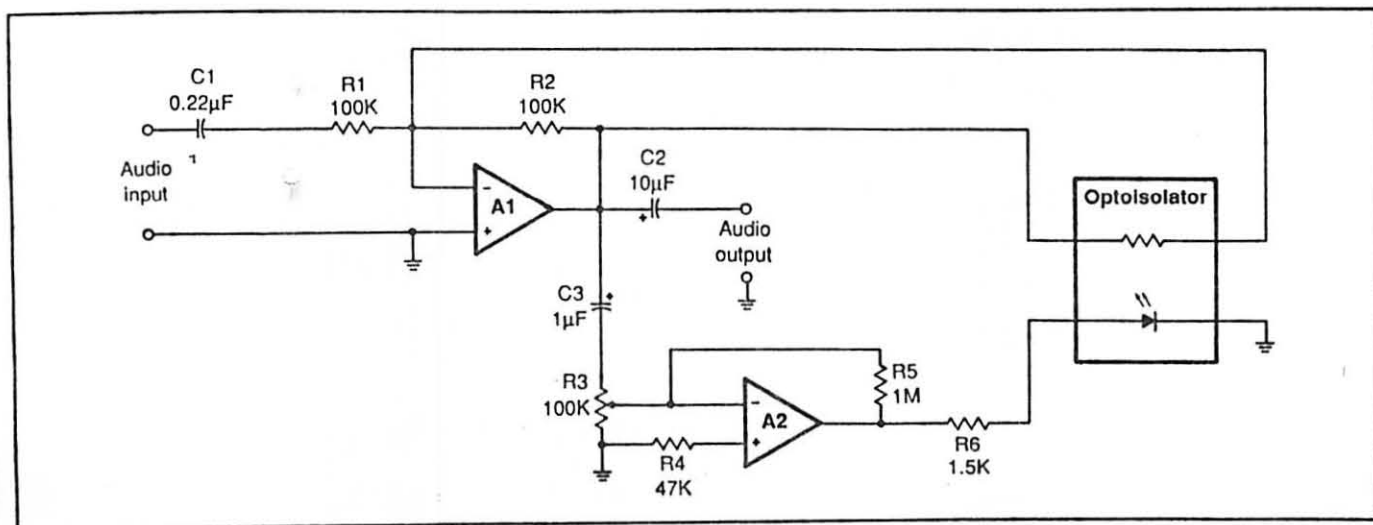 C1
0.22µF
R1
100K
R2
100K
Audio
input
−
+
A1
C2
10µF
+
Audio
output
Optoisolator
C3
1µF
+
R3
100K
R4
47K
−
+
A2
R5
1M
R6
1.5K